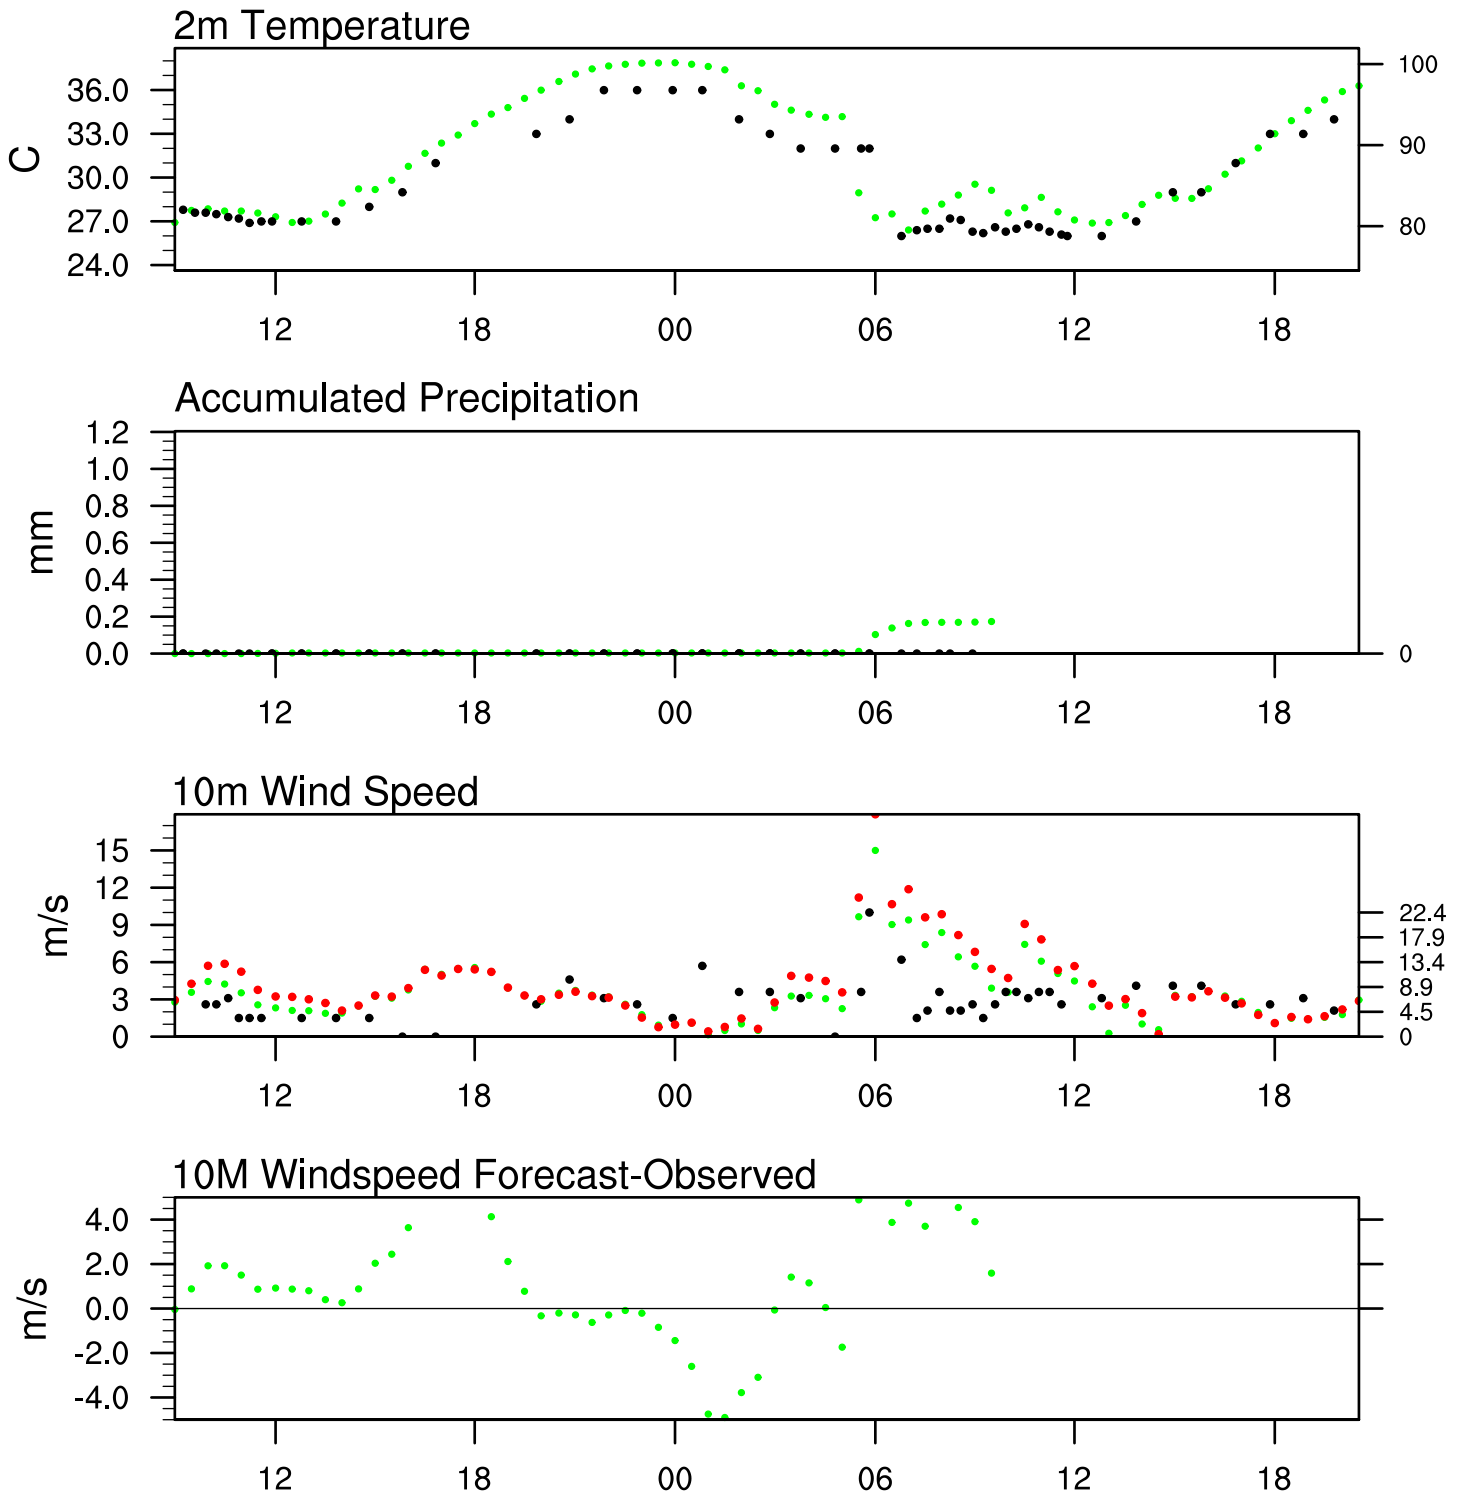 2m Temperature
C
36.0
33.0
30.0
27.0
24.0
100
90
80
12 18 00 06 12 18
Accumulated Precipitation
mm
1.2
1.0
0.8
0.6
0.4
0.2
0.0
0
12 18 00 06 12 18
10m Wind Speed
m/s
15
12
9
6
3
0
22.4
17.9
13.4
8.9
4.5
0
12 18 00 06 12 18
10M Windspeed Forecast-Observed
m/s
4.0
2.0
0.0
-2.0
-4.0
12 18 00 06 12 18